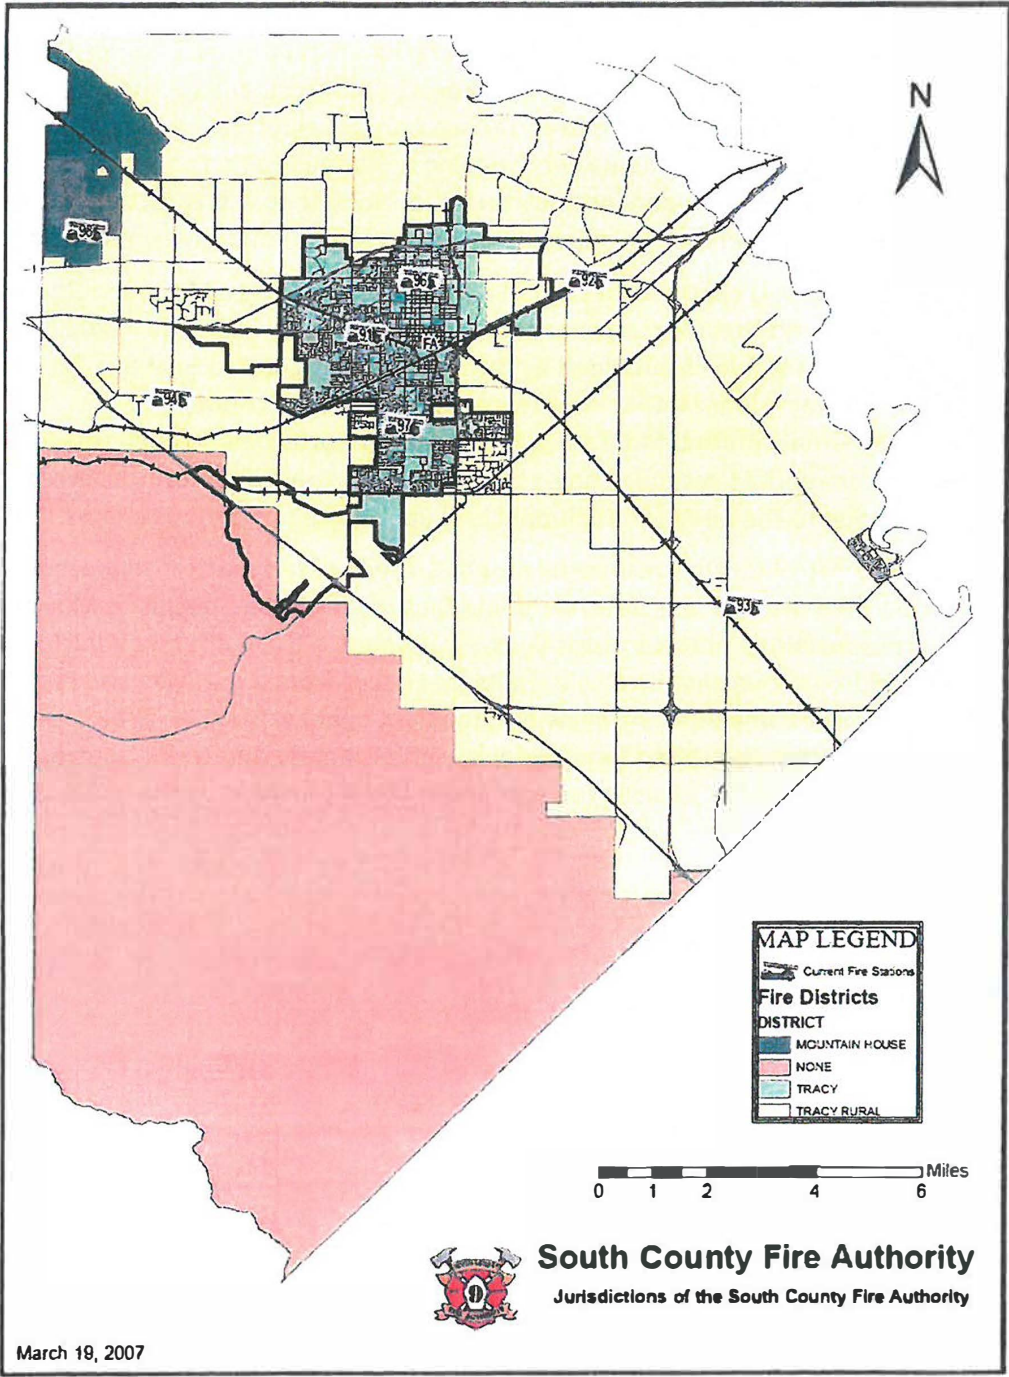 N
98
96
92
91
FA
94
97
93
MAP LEGEND
Current Fire Stations
Fire Districts
DISTRICT
MOUNTAIN HOUSE
NONE
TRACY
TRACY RURAL
Miles
0 1 2 4 6
9
South County Fire Authority
Jurisdictions of the South County Fire Authority
March 19, 2007